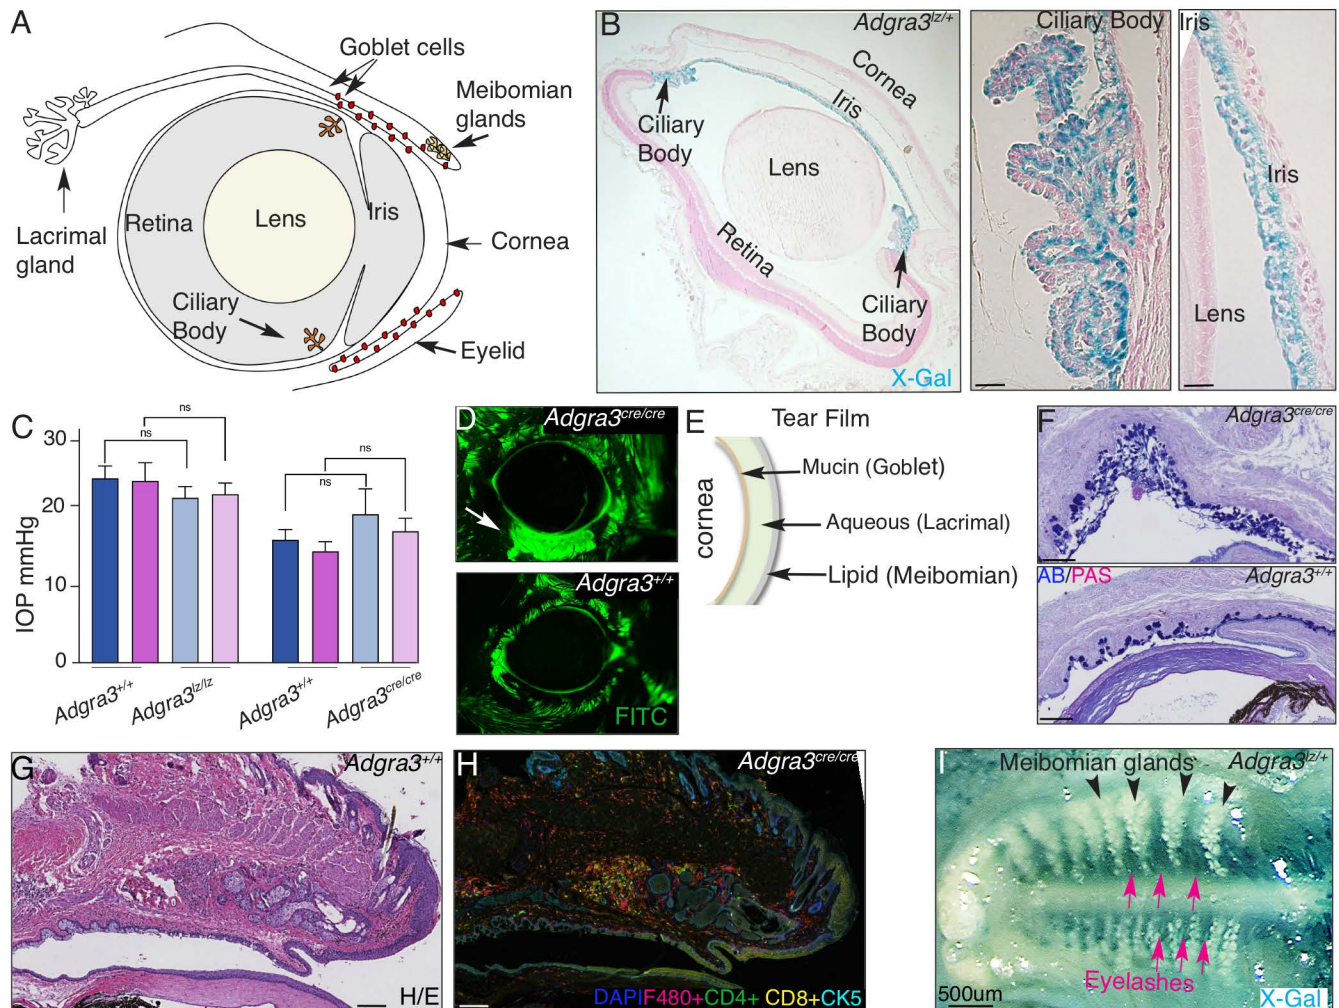 A
Goblet cells
Meibomian
glands
Lacrimal
gland
Retina
Lens
Iris
Cornea
Ciliary
Body
Eyelid
B
Adgra3lz/+
Cornea
Iris
Ciliary
Body
Lens
Retina
Ciliary
Body
X-Gal
Ciliary Body
Iris
Iris
Lens
C
IOP mmHg
30
20
10
0
ns
ns
ns
ns
Adgra3+/+
Adgra3lz/lz
Adgra3+/+
Adgra3cre/cre
D
Adgra3cre/cre
Adgra3+/+
FITC
E
Tear Film
cornea
Mucin (Goblet)
Aqueous (Lacrimal)
Lipid (Meibomian)
F
Adgra3cre/cre
AB/PAS
Adgra3+/+
G
Adgra3+/+
H/E
H
Adgra3cre/cre
DAPIF480+CD4+ CD8+CK5
I
Meibomian glands
Adgra3lz/+
Eyelashes
500um
X-Gal